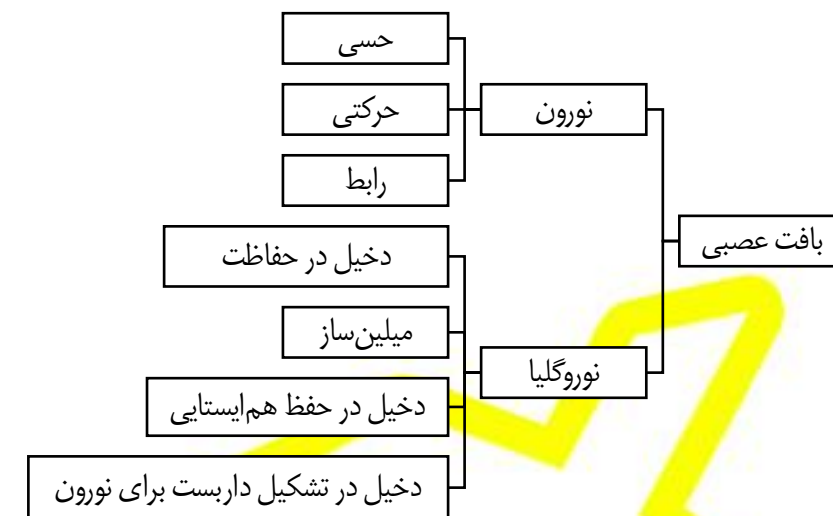 بافت عصبی
نورون
حسی
حرکتی
رابط
نوروگلیا
دخیل در حفاظت
میلین‌ساز
دخیل در حفظ هم‌ایستایی
دخیل در تشکیل داربست برای نورون